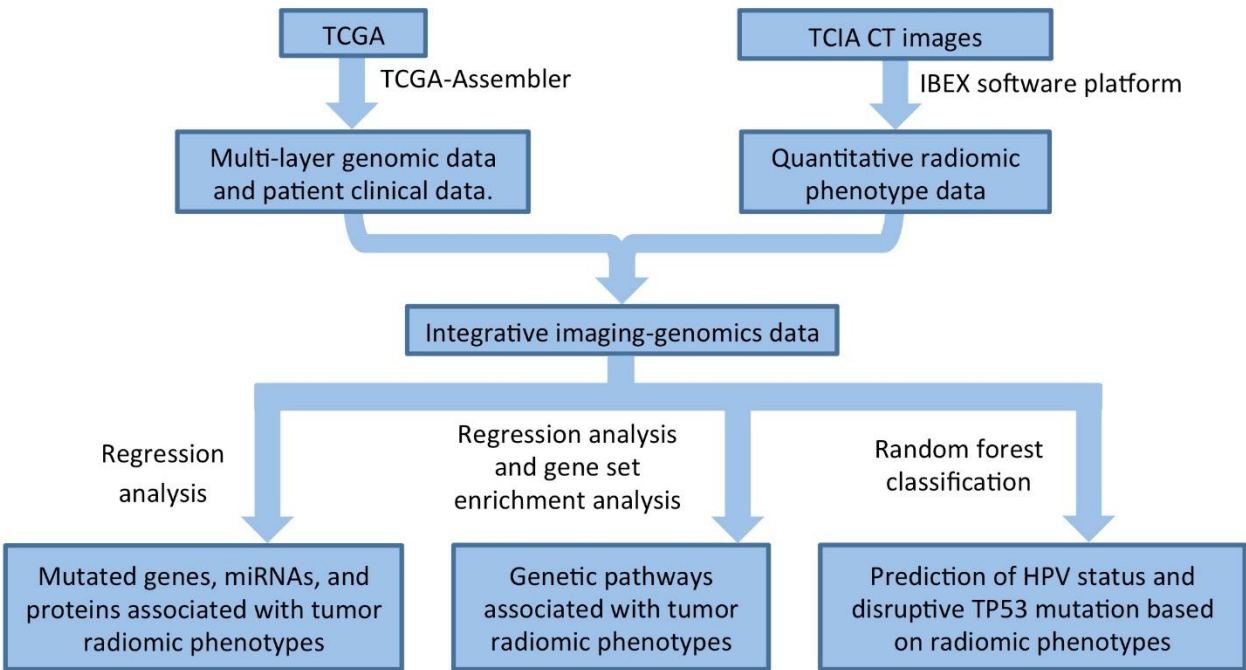 TCGA
TCIA CT images
TCGA-Assembler
IBEX software platform
Multi-layer genomic data
and patient clinical data.
Quantitative radiomic
phenotype data
Integrative imaging-genomics data
Regression
analysis
Regression analysis
and gene set
enrichment analysis
Random forest
classification
Mutated genes, miRNAs, and
proteins associated with tumor
radiomic phenotypes
Genetic pathways
associated with tumor
radiomic phenotypes
Prediction of HPV status and
disruptive TP53 mutation based
on radiomic phenotypes